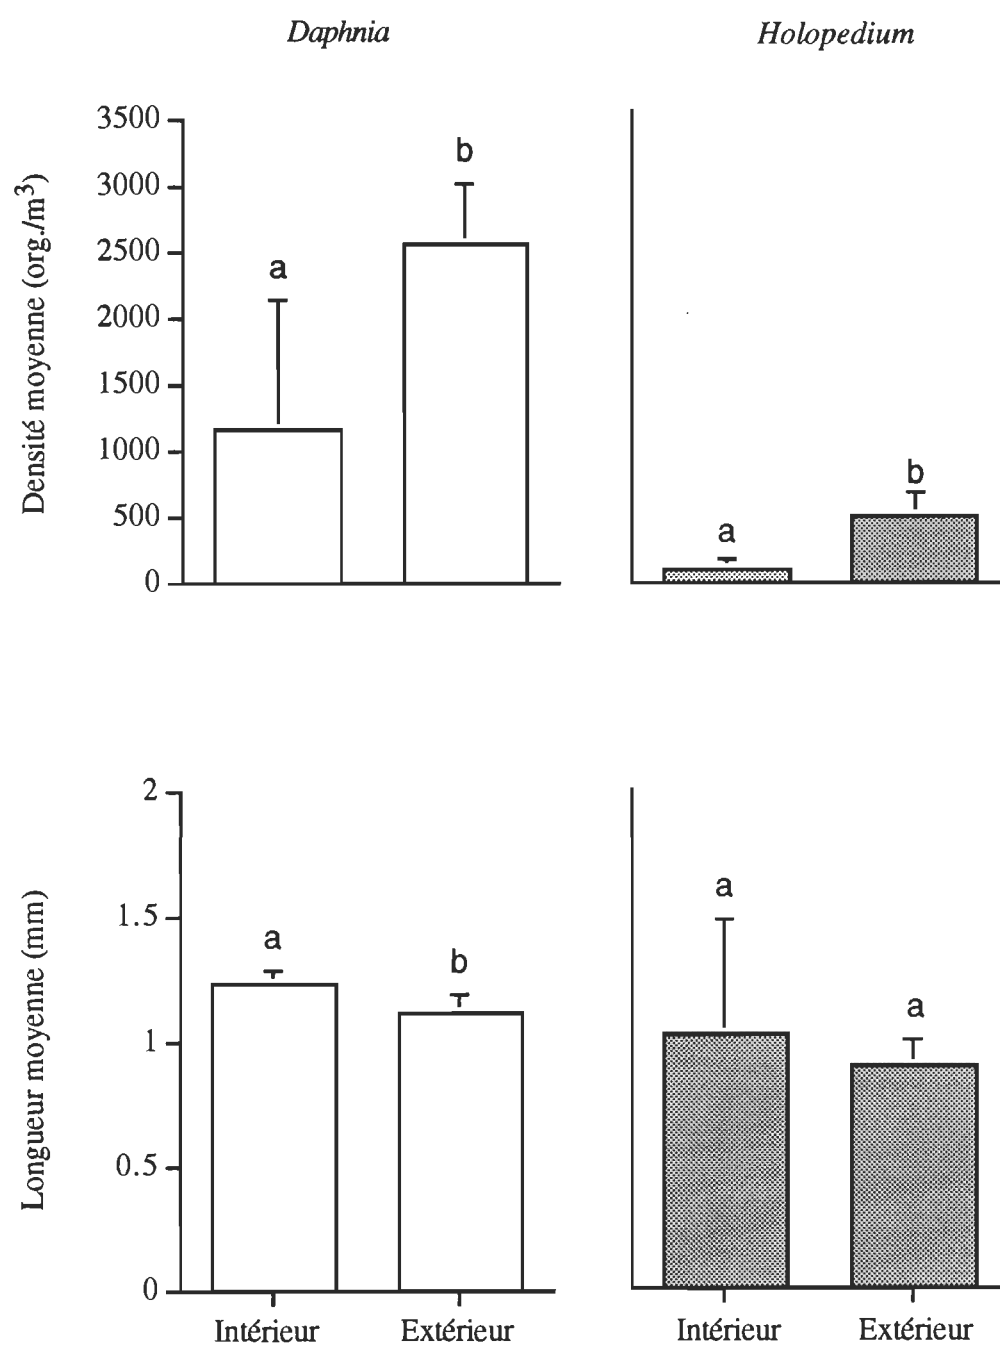 Daphnia
Holopedium
Densité moyenne (org./m³)
3500
3000
2500
2000
1500
1000
500
0
a
b
a
b
Longueur moyenne (mm)
2
1.5
1
0.5
0
a
b
a
a
Intérieur
Extérieur
Intérieur
Extérieur